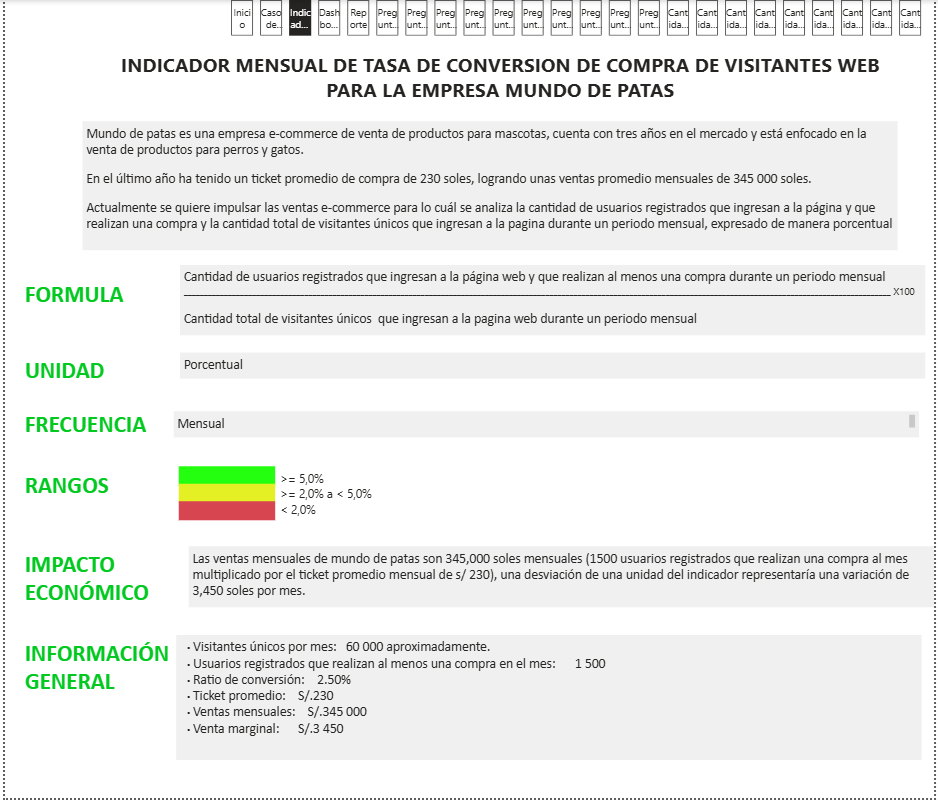 Inici Caso Indic Dash Rep Preg Preg Preg Preg Preg Preg Preg Preg Preg Preg Cant Cant Cant Cant Cant Cant Cant Cant Cant
o de... ad... bo... orte unt... unt... unt... unt... unt... unt... unt... unt... unt... unt... ida... ida... ida... ida... ida... ida... ida... ida... ida...
INDICADOR MENSUAL DE TASA DE CONVERSION DE COMPRA DE VISITANTES WEB
PARA LA EMPRESA MUNDO DE PATAS
Mundo de patas es una empresa e-commerce de venta de productos para mascotas, cuenta con tres años en el mercado y está enfocado en la
venta de productos para perros y gatos.
En el último año ha tenido un ticket promedio de compra de 230 soles, logrando unas ventas promedio mensuales de 345 000 soles.
Actualmente se quiere impulsar las ventas e-commerce para lo cuál se analiza la cantidad de usuarios registrados que ingresan a la página y que
realizan una compra y la cantidad total de visitantes únicos que ingresan a la pagina durante un periodo mensual, expresado de manera porcentual
FORMULA
Cantidad de usuarios registrados que ingresan a la página web y que realizan al menos una compra durante un periodo mensual
X100
Cantidad total de visitantes únicos que ingresan a la pagina web durante un periodo mensual
UNIDAD
Porcentual
FRECUENCIA
Mensual
RANGOS
>= 5,0%
>= 2,0% a < 5,0%
< 2,0%
IMPACTO
ECONÓMICO
Las ventas mensuales de mundo de patas son 345,000 soles mensuales (1500 usuarios registrados que realizan una compra al mes
multiplicado por el ticket promedio mensual de s/ 230), una desviación de una unidad del indicador representaría una variación de
3,450 soles por mes.
INFORMACIÓN
GENERAL
· Visitantes únicos por mes: 60 000 aproximadamente.
· Usuarios registrados que realizan al menos una compra en el mes: 1 500
· Ratio de conversión: 2.50%
· Ticket promedio: S/.230
· Ventas mensuales: S/.345 000
· Venta marginal: S/.3 450